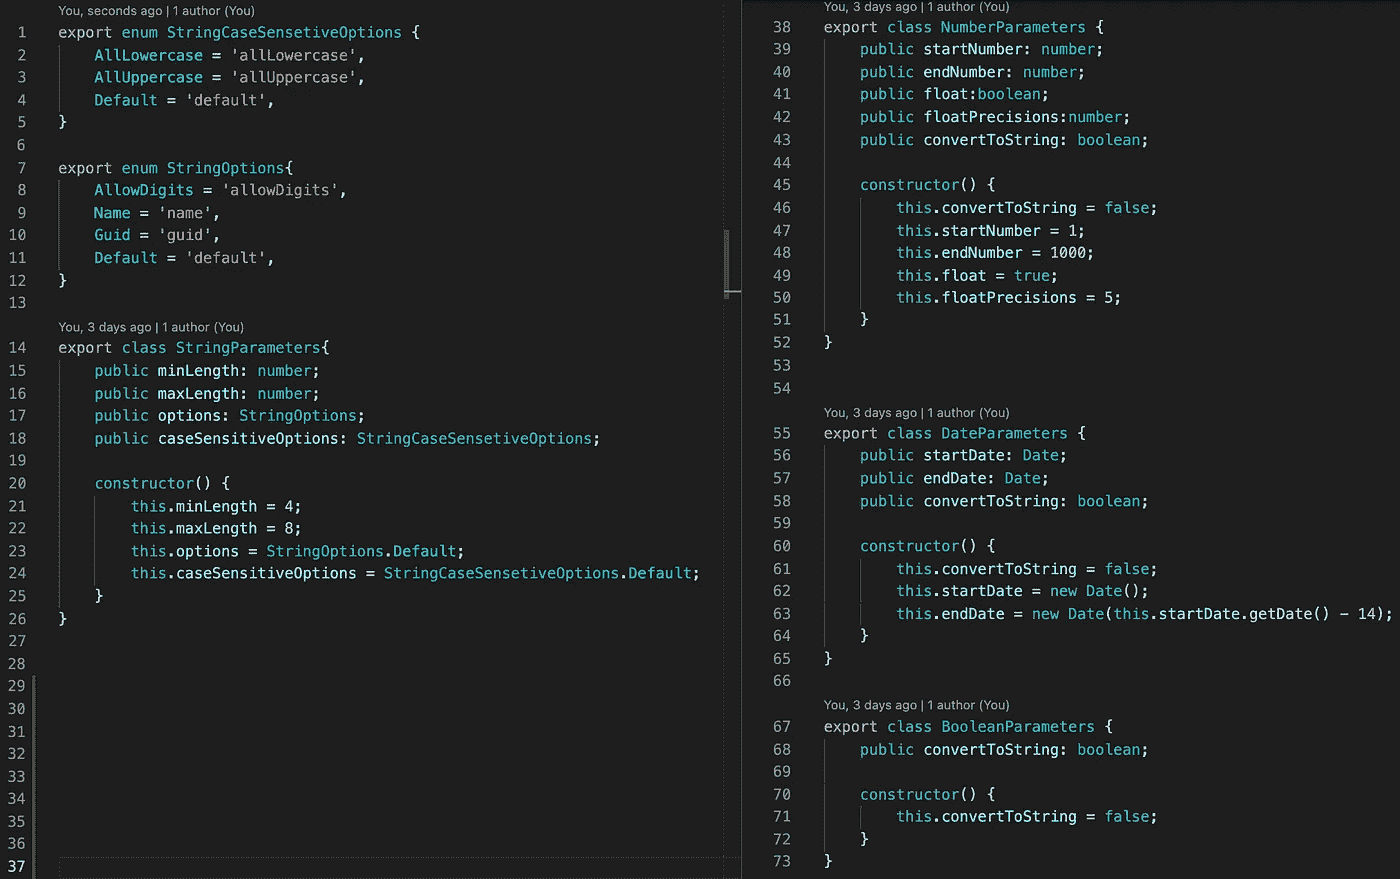 You, seconds ago | 1 author (You)
1 export enum StringCaseSensetiveOptions {
2 AllLowercase = 'allLowercase',
3 AllUppercase = 'allUppercase',
4 Default = 'default',
5 }
6
7 export enum StringOptions{
8 AllowDigits = 'allowDigits',
9 Name = 'name',
10 Guid = 'guid',
11 Default = 'default',
12 }
13
You, 3 days ago | 1 author (You)
14 export class StringParameters{
15 public minLength: number;
16 public maxLength: number;
17 public options: StringOptions;
18 public caseSensitiveOptions: StringCaseSensetiveOptions;
19
20 constructor() {
21 this.minLength = 4;
22 this.maxLength = 8;
23 this.options = StringOptions.Default;
24 this.caseSensitiveOptions = StringCaseSensetiveOptions.Default;
25 }
26 }
27
28
29
30
31
32
33
34
35
36
37
You, 3 days ago | 1 author (You)
38 export class NumberParameters {
39 public startNumber: number;
40 public endNumber: number;
41 public float:boolean;
42 public floatPrecisions:number;
43 public convertToString: boolean;
44
45 constructor() {
46 this.convertToString = false;
47 this.startNumber = 1;
48 this.endNumber = 1000;
49 this.float = true;
50 this.floatPrecisions = 5;
51 }
52 }
53
54
You, 3 days ago | 1 author (You)
55 export class DateParameters {
56 public startDate: Date;
57 public endDate: Date;
58 public convertToString: boolean;
59
60 constructor() {
61 this.convertToString = false;
62 this.startDate = new Date();
63 this.endDate = new Date(this.startDate.getDate() - 14);
64 }
65 }
66
You, 3 days ago | 1 author (You)
67 export class BooleanParameters {
68 public convertToString: boolean;
69
70 constructor() {
71 this.convertToString = false;
72 }
73 }